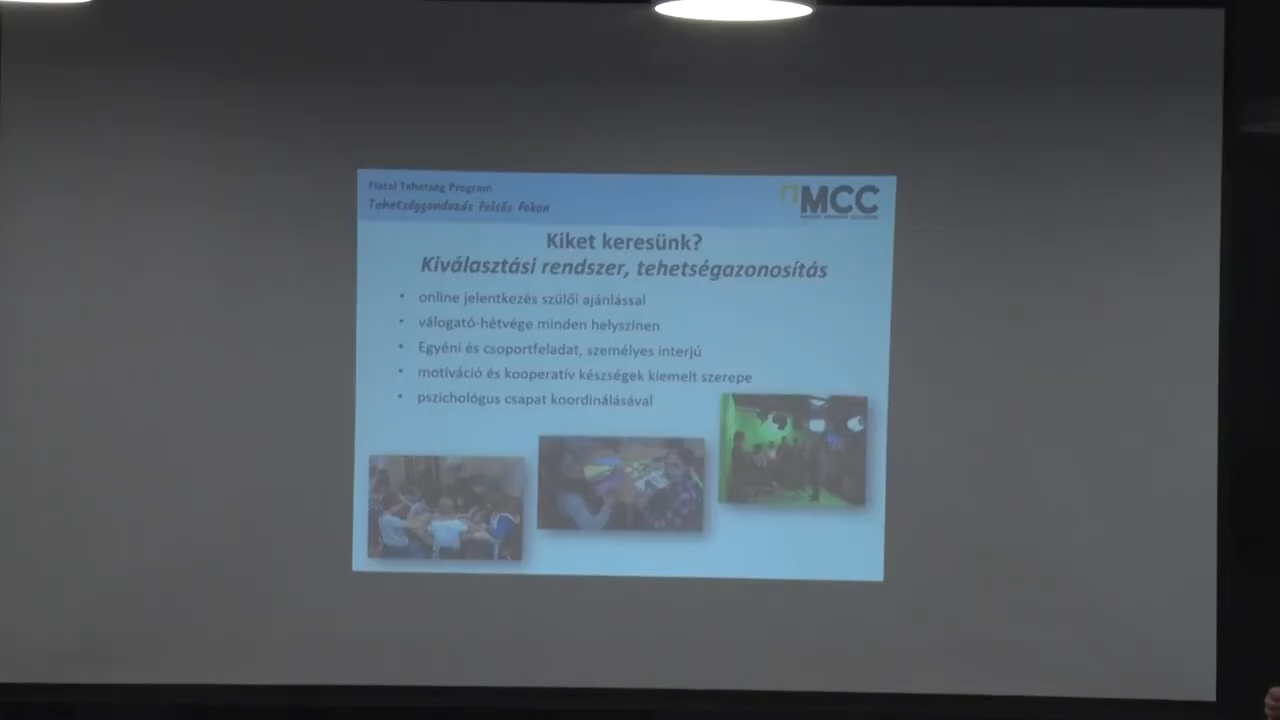 Fiatal Tehetség Program
Tehetséggondozás felsős fokon
MCC
Kiket keresünk?
Kiválasztási rendszer, tehetségazonosítás
• online jelentkezés szülői ajánlással
• válogató-hétvége minden helyszínen
• Egyéni és csoportfeladat, személyes interjú
• motiváció és kooperatív készségek kiemelt szerepe
• pszichológus csapat koordinálásával